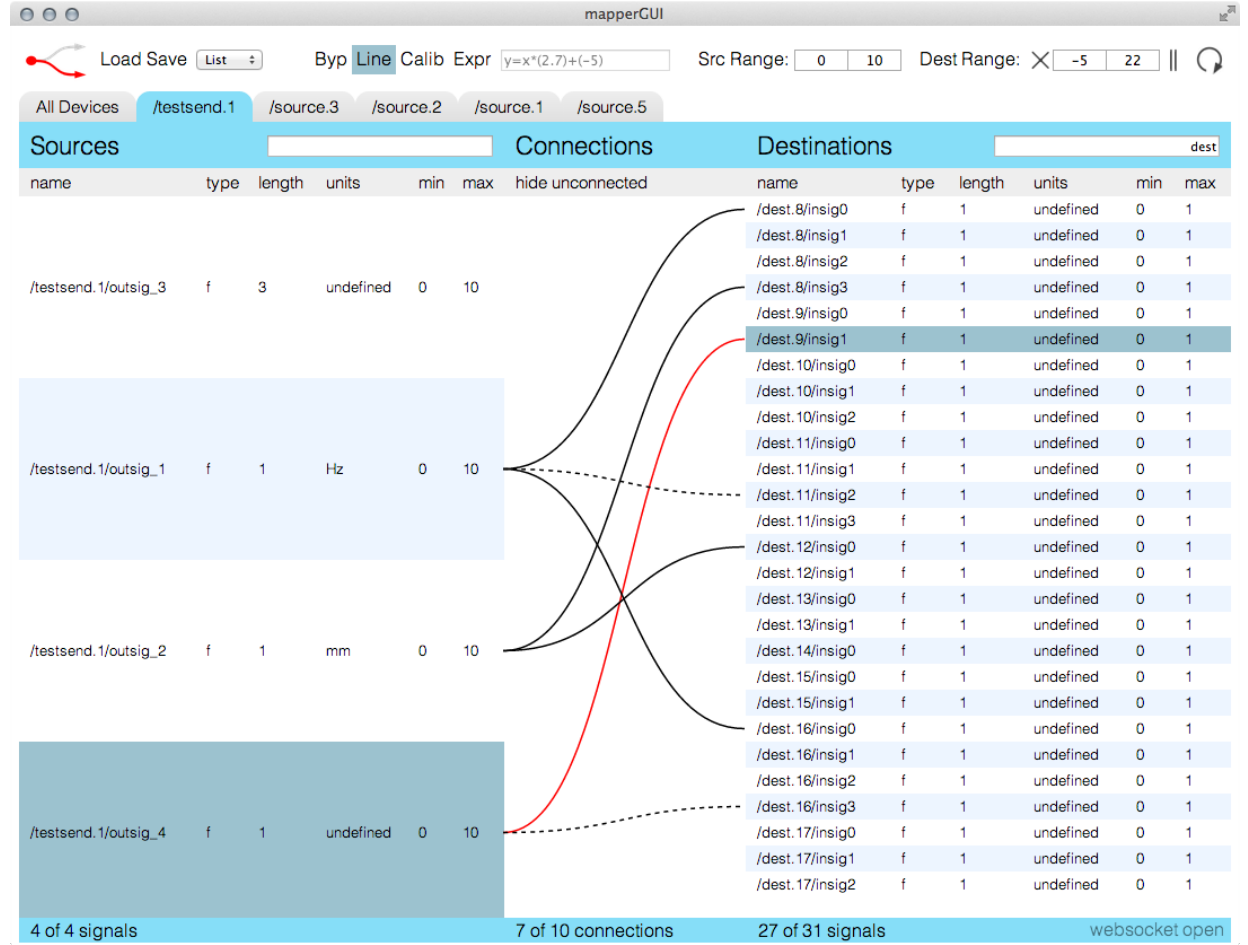 mapperGUI
Load Save List Byp Line Calib Expr y=x*(2.7)+(-5) Src Range: 0 10 Dest Range: -5 22
All Devices /testsend.1 /source.3 /source.2 /source.1 /source.5
Sources Connections Destinations dest
name type length units min max hide unconnected name type length units min max
/dest.8/insig0 f 1 undefined 0 1
/dest.8/insig1 f 1 undefined 0 1
/dest.8/insig2 f 1 undefined 0 1
/testsend.1/outsig_3 f 3 undefined 0 10 /dest.8/insig3 f 1 undefined 0 1
/dest.9/insig0 f 1 undefined 0 1
/dest.9/insig1 f 1 undefined 0 1
/dest.10/insig0 f 1 undefined 0 1
/dest.10/insig1 f 1 undefined 0 1
/dest.10/insig2 f 1 undefined 0 1
/dest.11/insig0 f 1 undefined 0 1
/testsend.1/outsig_1 f 1 Hz 0 10 /dest.11/insig1 f 1 undefined 0 1
/dest.11/insig2 f 1 undefined 0 1
/dest.11/insig3 f 1 undefined 0 1
/dest.12/insig0 f 1 undefined 0 1
/dest.12/insig1 f 1 undefined 0 1
/dest.13/insig0 f 1 undefined 0 1
/dest.13/insig1 f 1 undefined 0 1
/testsend.1/outsig_2 f 1 mm 0 10 /dest.14/insig0 f 1 undefined 0 1
/dest.15/insig0 f 1 undefined 0 1
/dest.15/insig1 f 1 undefined 0 1
/dest.16/insig0 f 1 undefined 0 1
/dest.16/insig1 f 1 undefined 0 1
/dest.16/insig2 f 1 undefined 0 1
/dest.16/insig3 f 1 undefined 0 1
/testsend.1/outsig_4 f 1 undefined 0 10 /dest.17/insig0 f 1 undefined 0 1
/dest.17/insig1 f 1 undefined 0 1
/dest.17/insig2 f 1 undefined 0 1
4 of 4 signals 7 of 10 connections 27 of 31 signals websocket open